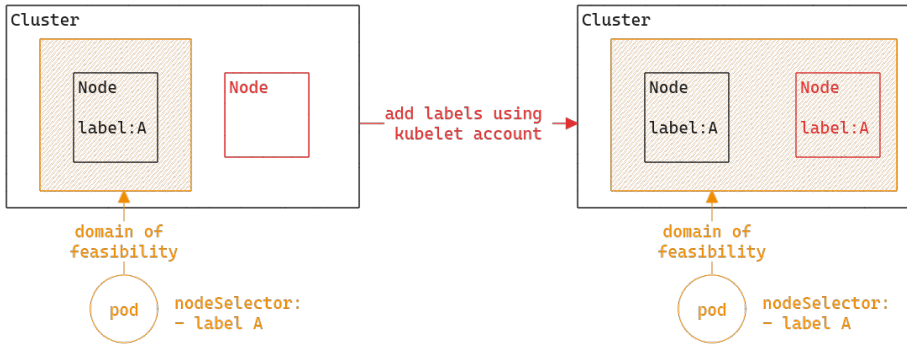 Cluster
Node
label:A
Node
domain of
feasibility
pod
nodeSelector:
- label A
add labels using
kubelet account
Cluster
Node
label:A
Node
label:A
domain of
feasibility
pod
nodeSelector:
- label A